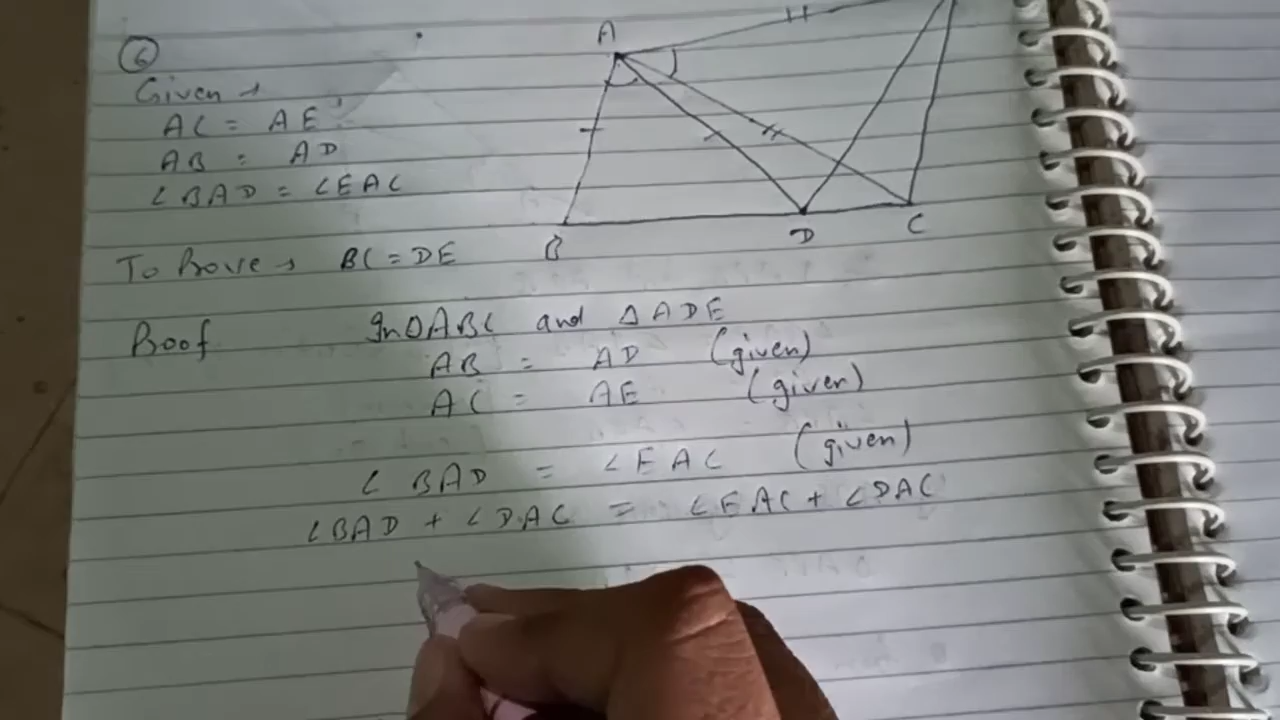 6
Given →
AC = AE
AB = AD
∠BAD = ∠EAC
To Prove → BC = DE
A
B
D
C
Proof In ΔABC and ΔADE
AB = AD (given)
AC = AE (given)
∠BAD = ∠EAC (given)
∠BAD + ∠DAC = ∠EAC + ∠DAC